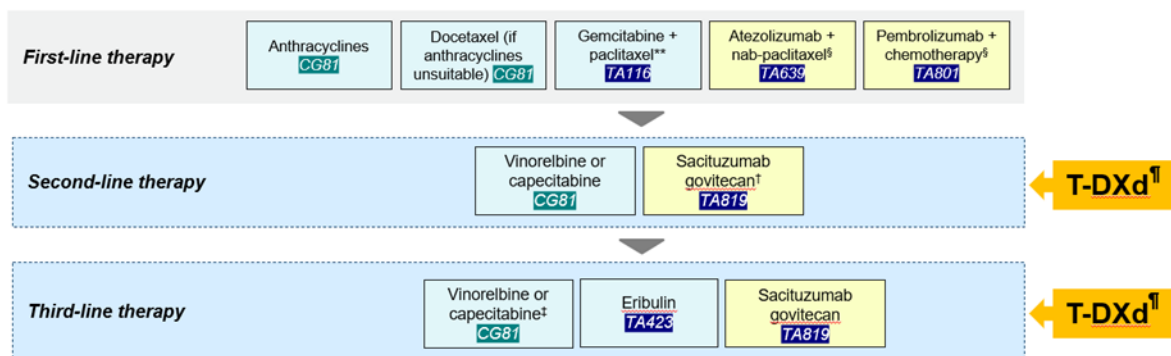 First-line therapy
Anthracyclines
CG81
Docetaxel (if
anthracyclines
unsuitable) CG81
Gemcitabine +
paclitaxel**
TA116
Atezolizumab +
nab-paclitaxel§
TA639
Pembrolizumab +
chemotherapy§
TA801
Second-line therapy
Vinorelbine or
capecitabine
CG81
Sacituzumab
govitecan†
TA819
T-DXd¶
Third-line therapy
Vinorelbine or
capecitabine‡
CG81
Eribulin
TA423
Sacituzumab
govitecan
TA819
T-DXd¶